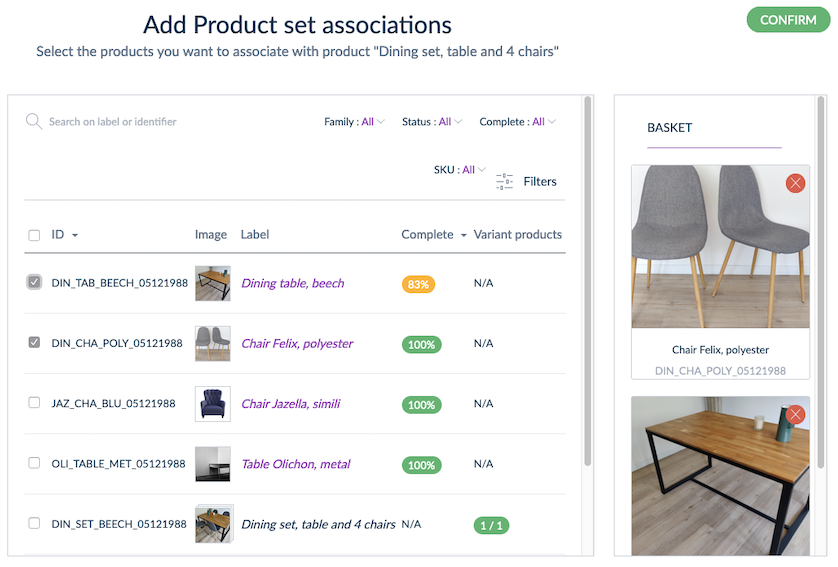 Add Product set associations
CONFIRM
Select the products you want to associate with product "Dining set, table and 4 chairs"
Search on label or identifier
Family : All
Status : All
Complete : All
SKU : All
Filters
ID
Image
Label
Complete
Variant products
DIN_TAB_BEECH_05121988 Dining table, beech 83% N/A
DIN_CHA_POLY_05121988 Chair Felix, polyester 100% N/A
JAZ_CHA_BLU_05121988 Chair Jazella, simili 100% N/A
OLI_TABLE_MET_05121988 Table Olichon, metal 100% N/A
DIN_SET_BEECH_05121988 Dining set, table and 4 chairs N/A 1 / 1
BASKET
Chair Felix, polyester
DIN_CHA_POLY_05121988